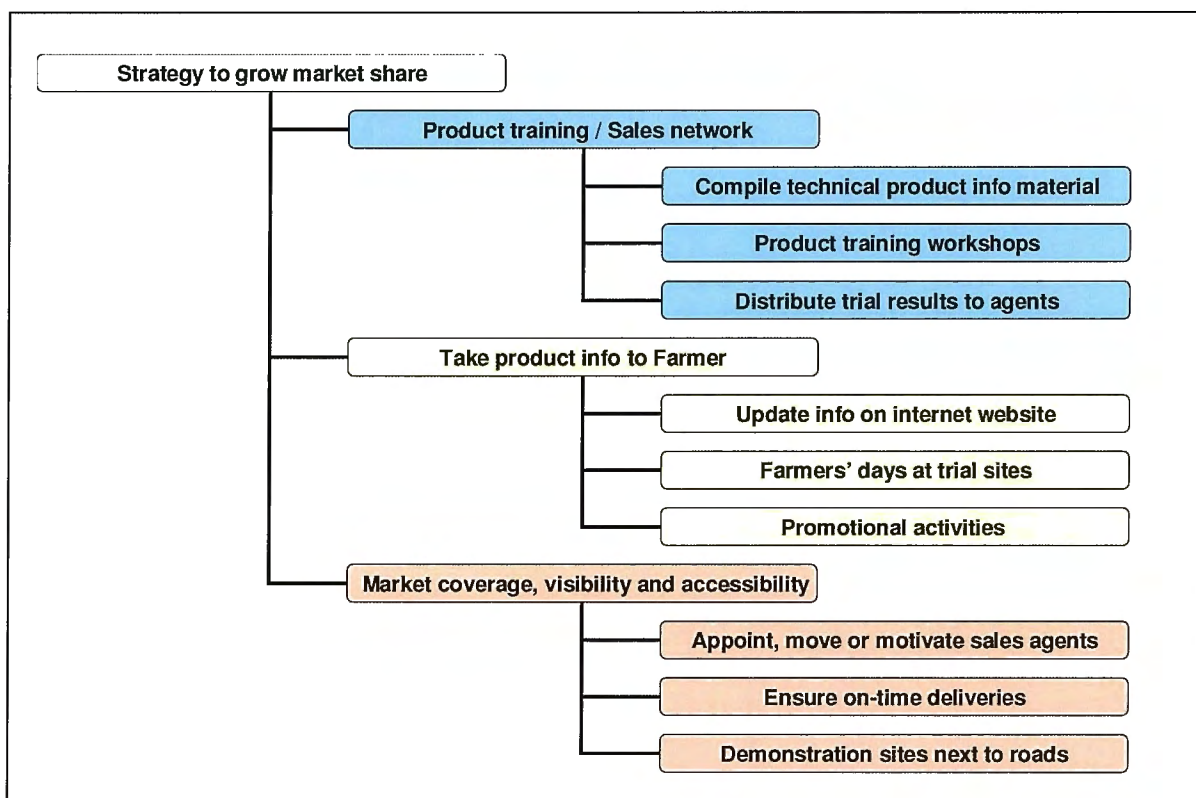 Strategy to grow market share
Product training / Sales network
Compile technical product info material
Product training workshops
Distribute trial results to agents
Take product info to Farmer
Update info on internet website
Farmers’ days at trial sites
Promotional activities
Market coverage, visibility and accessibility
Appoint, move or motivate sales agents
Ensure on-time deliveries
Demonstration sites next to roads